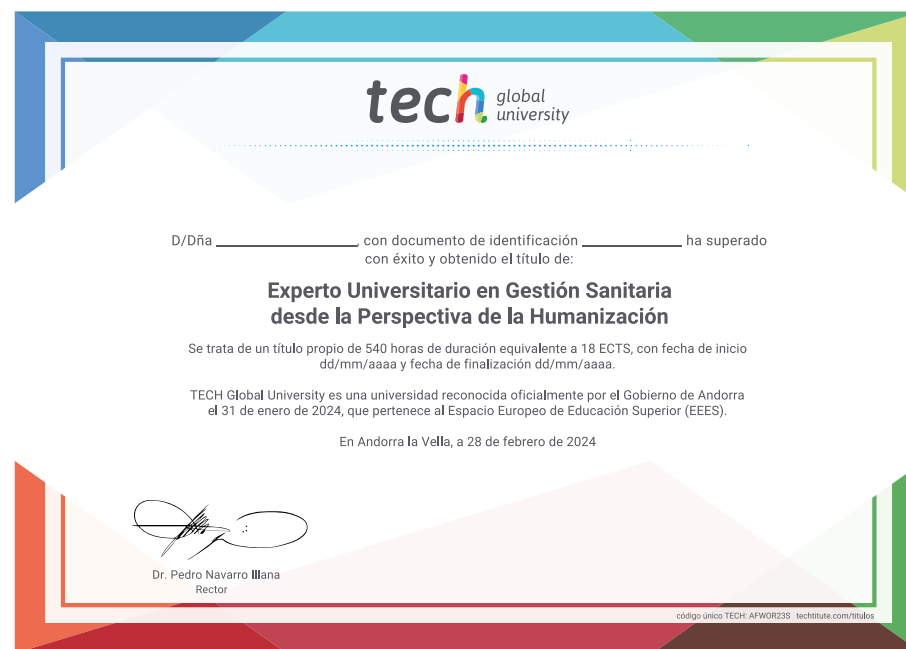 tech global university
D/Dña ____________________, con documento de identificación ______________ ha superado
con éxito y obtenido el título de:
Experto Universitario en Gestión Sanitaria
desde la Perspectiva de la Humanización
Se trata de un título propio de 540 horas de duración equivalente a 18 ECTS, con fecha de inicio
dd/mm/aaaa y fecha de finalización dd/mm/aaaa.
TECH Global University es una universidad reconocida oficialmente por el Gobierno de Andorra
el 31 de enero de 2024, que pertenece al Espacio Europeo de Educación Superior (EEES).
En Andorra la Vella, a 28 de febrero de 2024
Dr. Pedro Navarro Illana
Rector
código único TECH: AFWOR23S techtitute.com/titulos